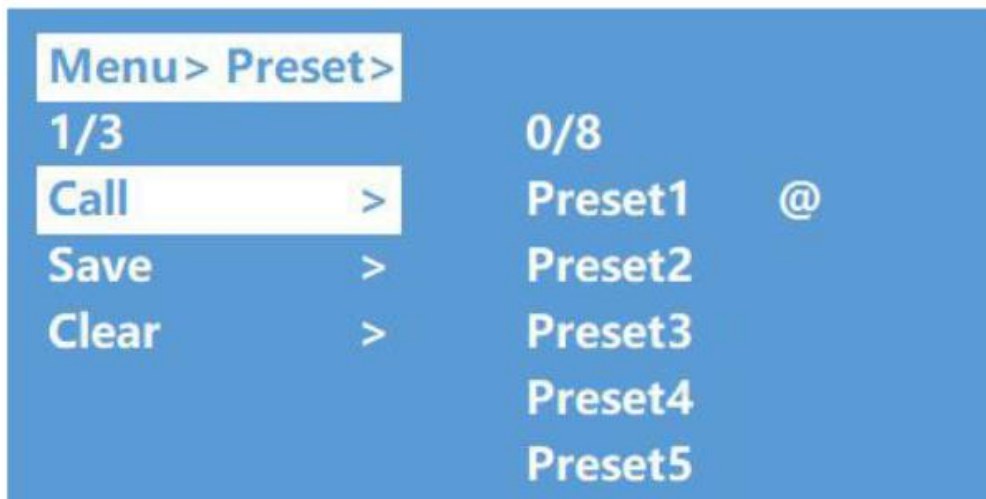 Menu> Preset>
1/3 0/8
Call > Preset1 @
Save > Preset2
Clear > Preset3
Preset4
Preset5